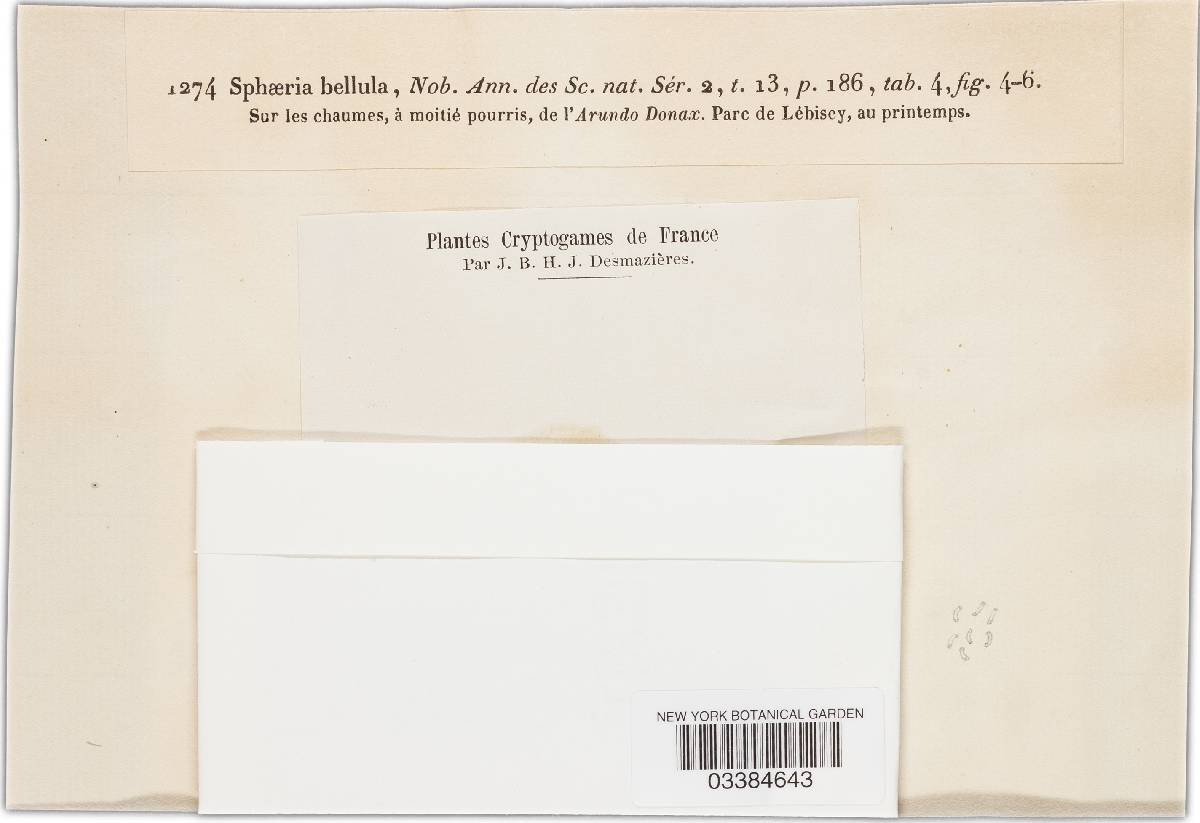 1274 Sphæria bellula, Nob. Ann. des Sc. nat. Sér. 2, t. 13, p. 186, tab. 4, fig. 4-6.
Sur les chaumes, à moitié pourris, de l'Arundo Donax. Parc de Lébisey, au printemps.
Plantes Cryptogames de France
Par J. B. H. J. Desmazières.
NEW YORK BOTANICAL GARDEN
03384643